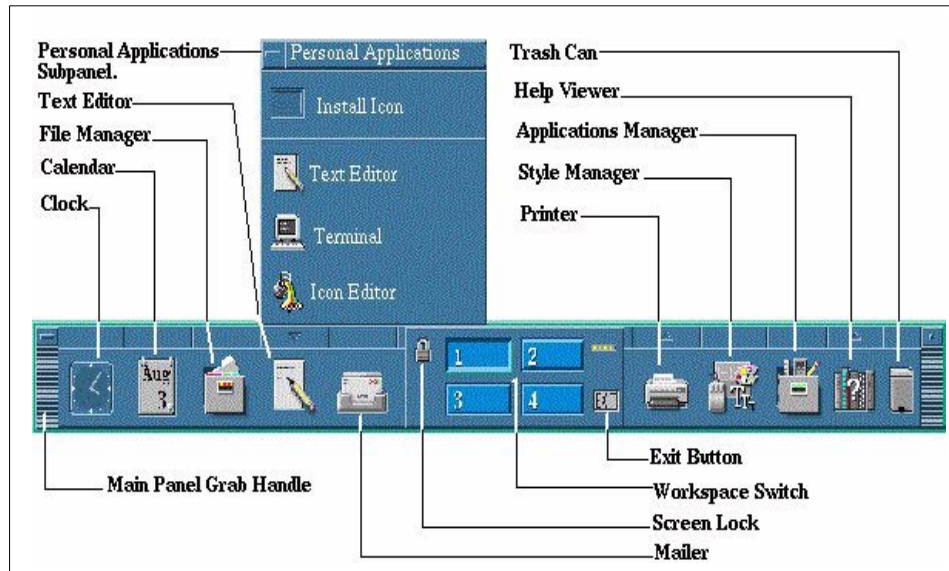 Personal Applications
Subpanel.
Text Editor
File Manager
Calendar
Clock
Personal Applications
Install Icon
Text Editor
Terminal
Icon Editor
Trash Can
Help Viewer
Applications Manager
Style Manager
Printer
Aug
3
1
2
3
4
?
Main Panel Grab Handle
Exit Button
Workspace Switch
Screen Lock
Mailer